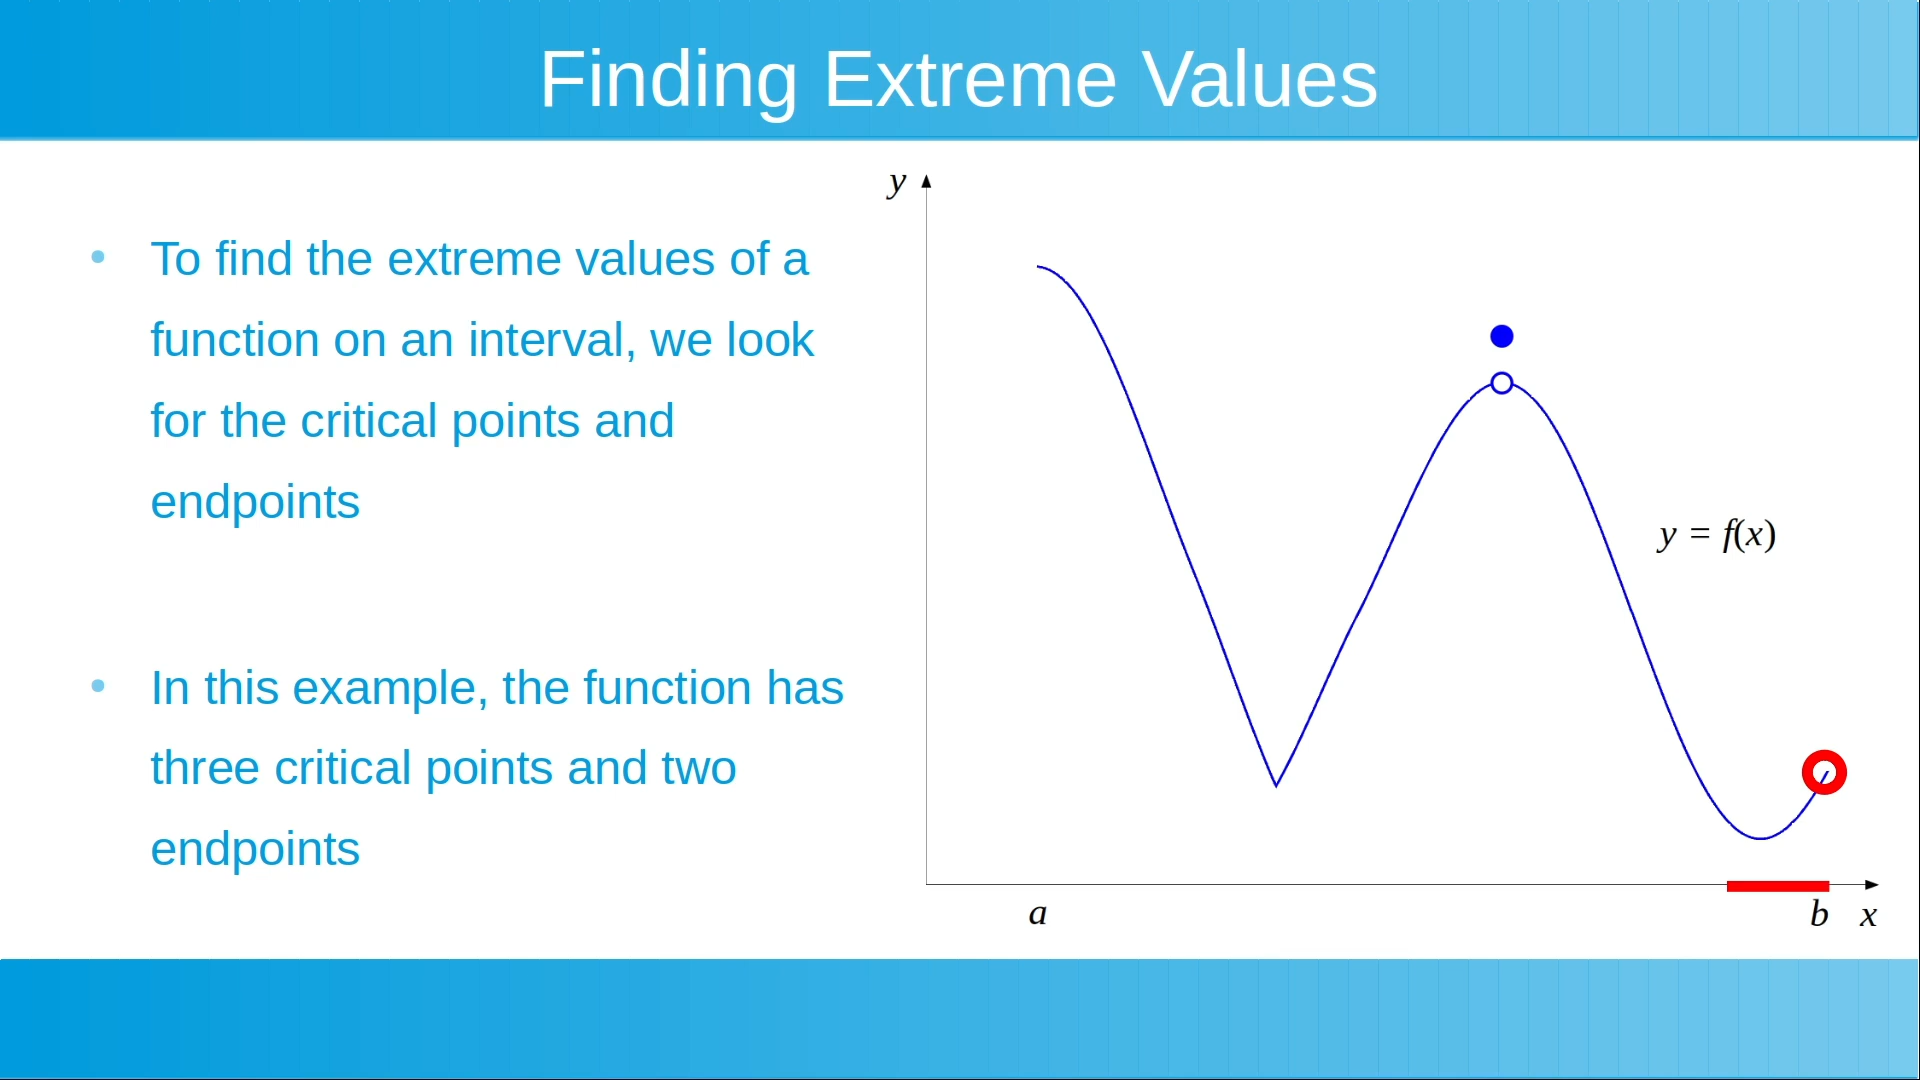 Finding Extreme Values
• To find the extreme values of a
function on an interval, we look
for the critical points and
endpoints
• In this example, the function has
three critical points and two
endpoints
y
y = f(x)
a
b
x